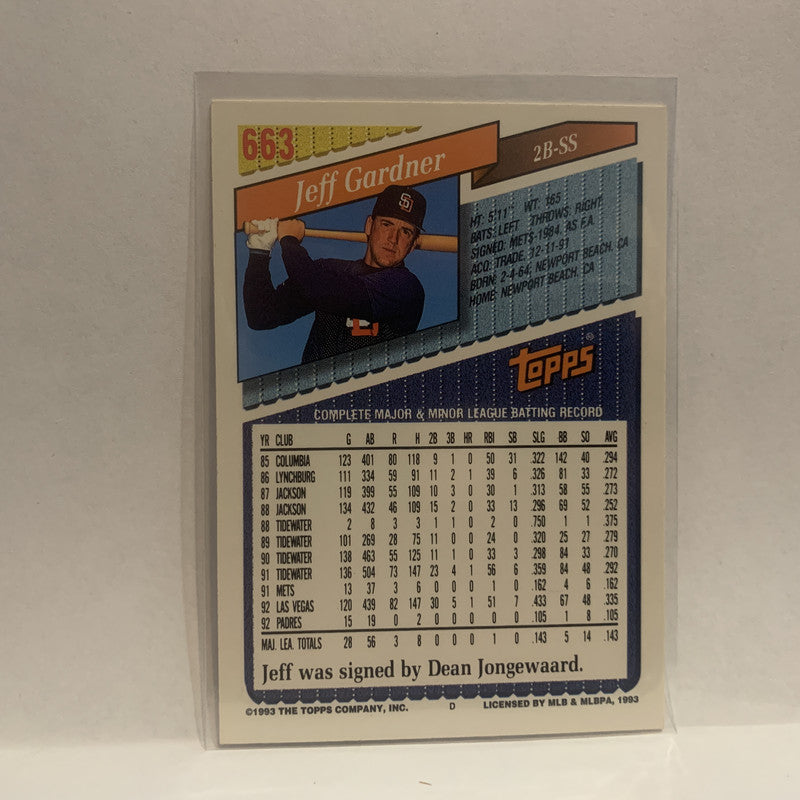 663
Jeff Gardner
2B-SS
SD
HT: 5'11" WT: 165
BATS: LEFT THROWS: RIGHT
SIGNED: METS-1984, AS F.A.
ACQ: TRADE, 12-11-91
BORN: 2-4-64; NEWPORT BEACH, CA
HOME: NEWPORT BEACH, CA
TOPPS®
COMPLETE MAJOR & MINOR LEAGUE BATTING RECORD
YR CLUB G AB R H 2B 3B HR RBI SB SLG BB SO AVG
85 COLUMBIA 123 401 80 118 9 1 0 50 31 .322 142 40 .294
86 LYNCHBURG 111 334 59 91 11 2 1 39 6 .326 81 33 .272
87 JACKSON 119 399 55 109 10 3 0 30 1 .313 58 55 .273
88 JACKSON 134 432 46 109 15 2 0 33 13 .296 69 52 .252
88 TIDEWATER 2 8 3 3 1 1 0 2 0 .750 1 1 .375
89 TIDEWATER 101 269 28 75 11 0 0 24 0 .320 25 27 .279
90 TIDEWATER 138 463 55 125 11 1 0 33 3 .298 84 33 .270
91 TIDEWATER 136 504 73 147 23 4 1 56 6 .359 84 48 .292
91 METS 13 37 3 6 0 0 0 1 0 .162 4 6 .162
92 LAS VEGAS 120 439 82 147 30 5 1 51 7 .433 67 48 .335
92 PADRES 15 19 0 2 0 0 0 0 0 .105 1 8 .105
MAJ. LEA. TOTALS 28 56 3 8 0 0 0 1 0 .143 5 14 .143
Jeff was signed by Dean Jongewaard.
©1993 THE TOPPS COMPANY, INC. D LICENSED BY MLB & MLBPA, 1993